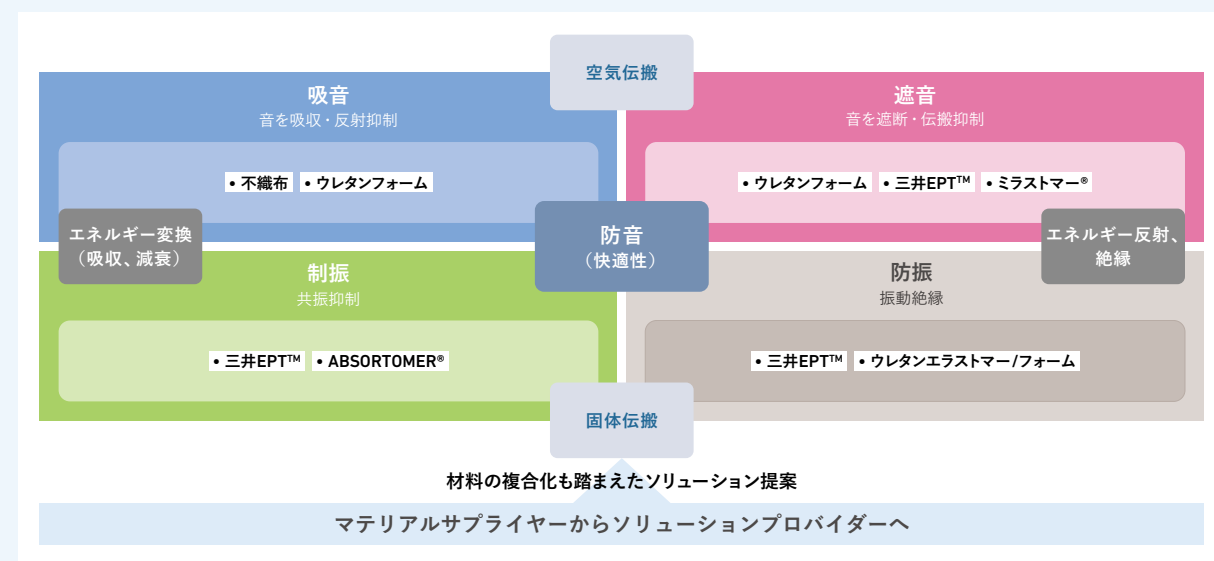 空気伝搬
吸音
音を吸収・反射抑制
• 不織布 • ウレタンフォーム
遮音
音を遮断・伝搬抑制
• ウレタンフォーム • 三井EPT™ • ミラストマー®
エネルギー変換
（吸収、減衰）
防音
（快適性）
エネルギー反射、
絶縁
制振
共振抑制
• 三井EPT™ • ABSORTOMER®
防振
振動絶縁
• 三井EPT™ • ウレタンエラストマー/フォーム
固体伝搬
材料の複合化も踏まえたソリューション提案
マテリアルサプライヤーからソリューションプロバイダーへ